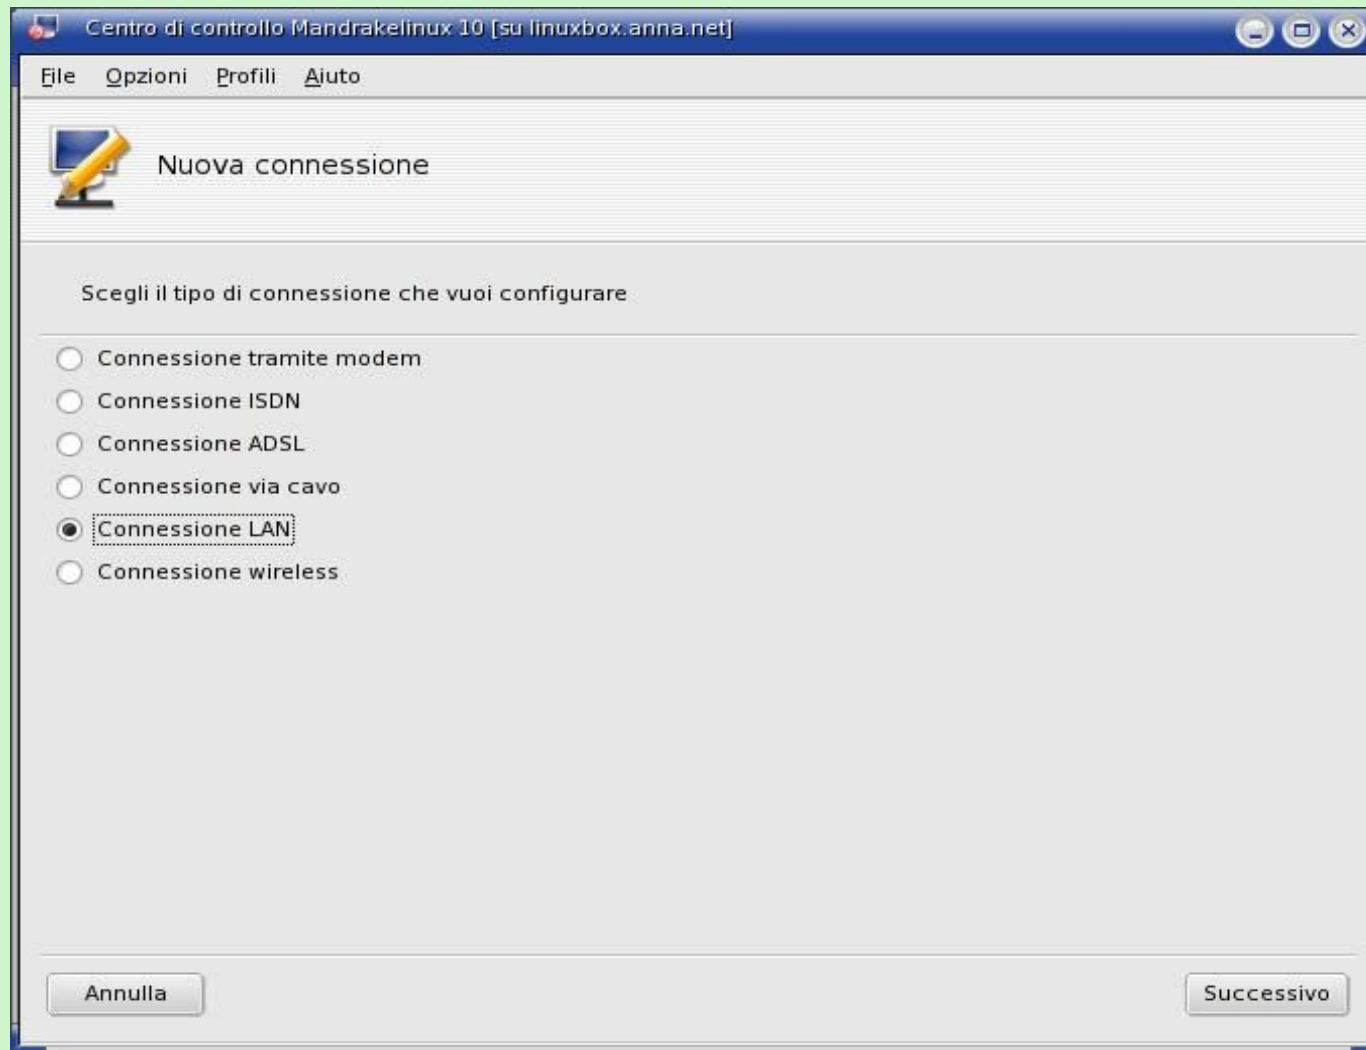 Centro di controllo Mandrakelinux 10 [su linuxbox.anna.net]
File Opzioni Profili Aiuto
Nuova connessione
Scegli il tipo di connessione che vuoi configurare
Connessione tramite modem
Connessione ISDN
Connessione ADSL
Connessione via cavo
Connessione LAN
Connessione wireless
Annulla Successivo